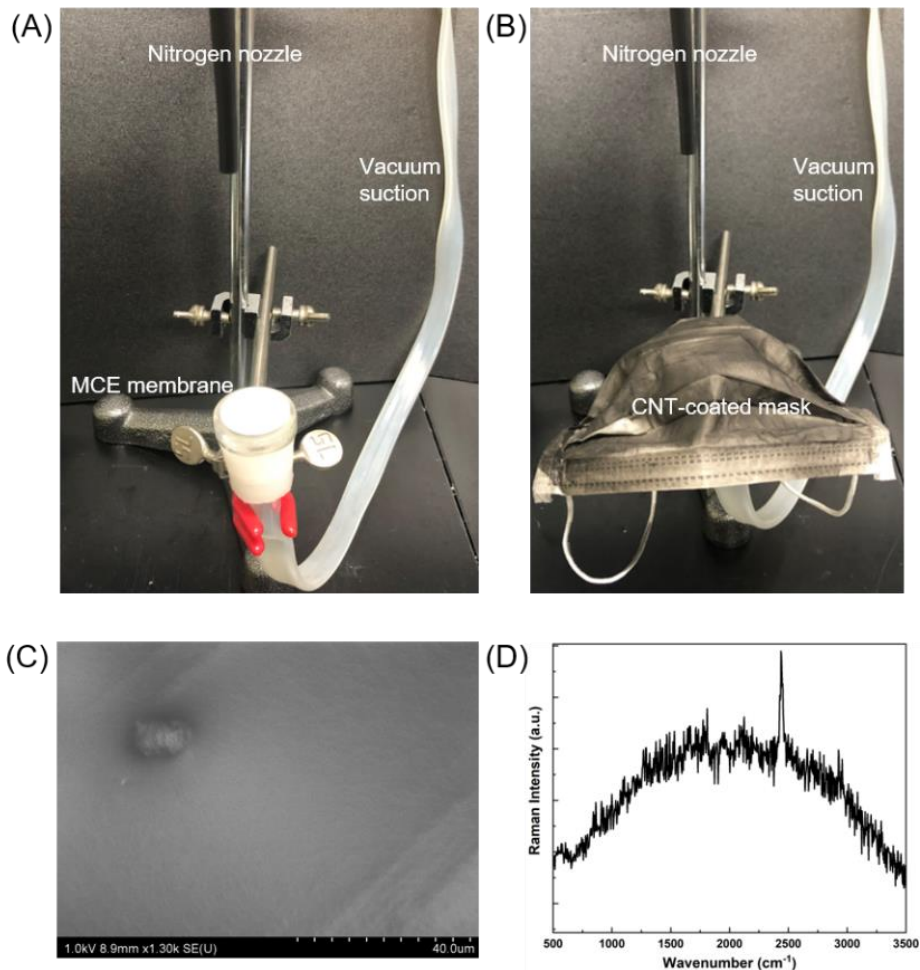 (A)
Nitrogen nozzle
Vacuum
suction
MCE membrane
(B)
Nitrogen nozzle
Vacuum
suction
CNT-coated mask
(C)
1.0kV 8.9mm x1.30k SE(U)
40.0um
(D)
Raman Intensity (a.u.)
500 1000 1500 2000 2500 3000 3500
Wavenumber (cm⁻¹)